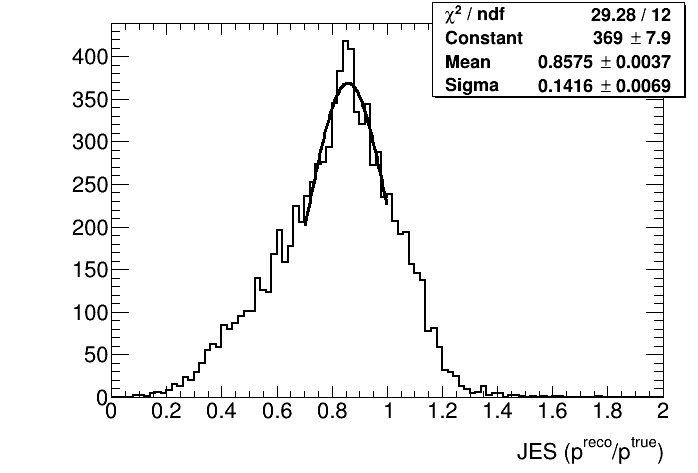 χ² / ndf 29.28 / 12
Constant 369 ± 7.9
Mean 0.8575 ± 0.0037
Sigma 0.1416 ± 0.0069
400
350
300
250
200
150
100
50
0
0 0.2 0.4 0.6 0.8 1 1.2 1.4 1.6 1.8 2
JES (p^reco/p^true)